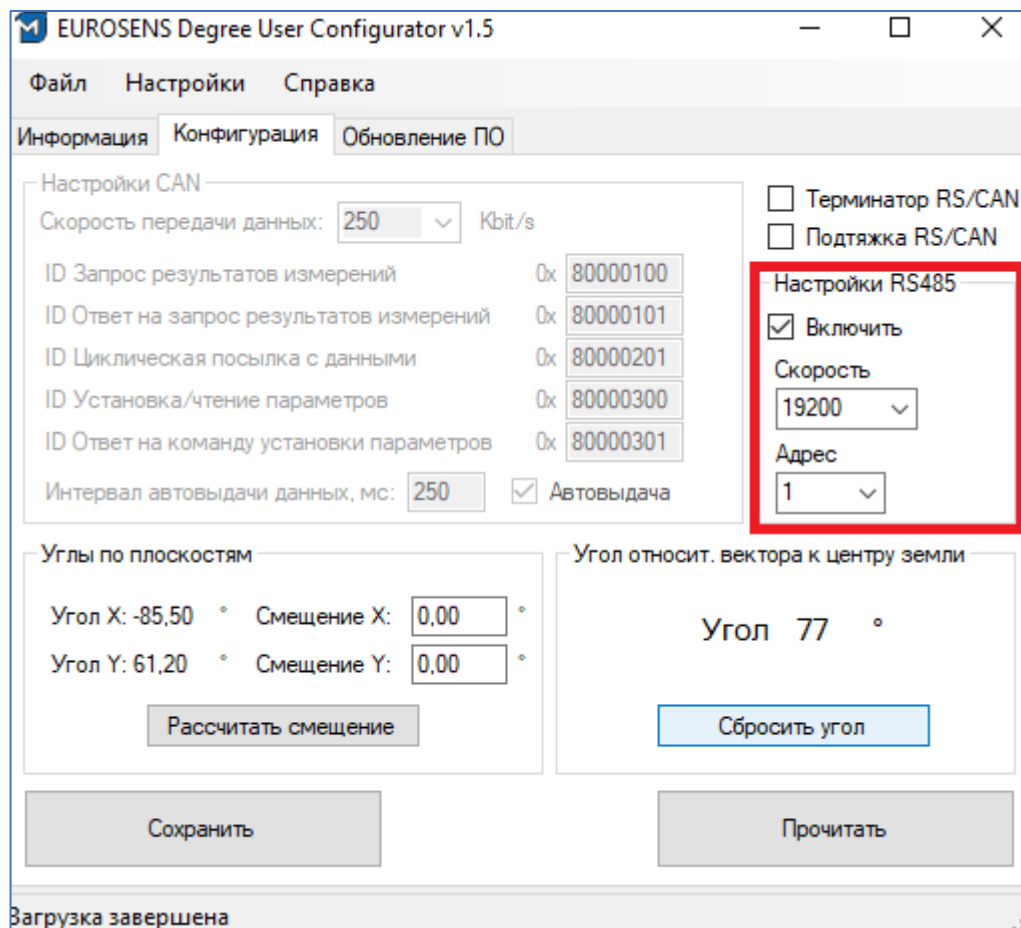 EUROSENS Degree User Configurator v1.5
Файл Настройки Справка
Информация Конфигурация Обновление ПО
Настройки CAN
Скорость передачи данных: 250 Kbit/s
ID Запрос результатов измерений 0x 80000100
ID Ответ на запрос результатов измерений 0x 80000101
ID Циклическая посылка с данными 0x 80000201
ID Установка/чтение параметров 0x 80000300
ID Ответ на команду установки параметров 0x 80000301
Интервал автовыдачи данных, мс: 250 Автовыдача
Терминатор RS/CAN
Подтяжка RS/CAN
Настройки RS485
Включить
Скорость
19200
Адрес
1
Углы по плоскостям
Угол X: -85,50 ° Смещение X: 0,00 °
Угол Y: 61,20 ° Смещение Y: 0,00 °
Рассчитать смещение
Угол относит. вектора к центру земли
Угол 77 °
Сбросить угол
Сохранить
Прочитать
Загрузка завершена